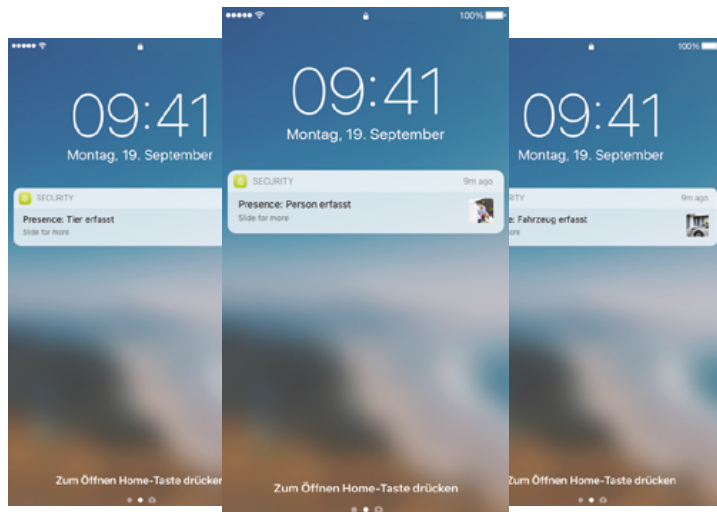 09:41
Montag, 19. September
SECURITY
Presence: Tier erfasst
Slide for more
Zum Öffnen Home-Taste drücken
100%
09:41
Montag, 19. September
SECURITY 9m ago
Presence: Person erfasst
Slide for more
Zum Öffnen Home-Taste drücken
100%
09:41
Montag, 19. September
RITY 9m ago
e: Fahrzeug erfasst
ore
Zum Öffnen Home-Taste drücken